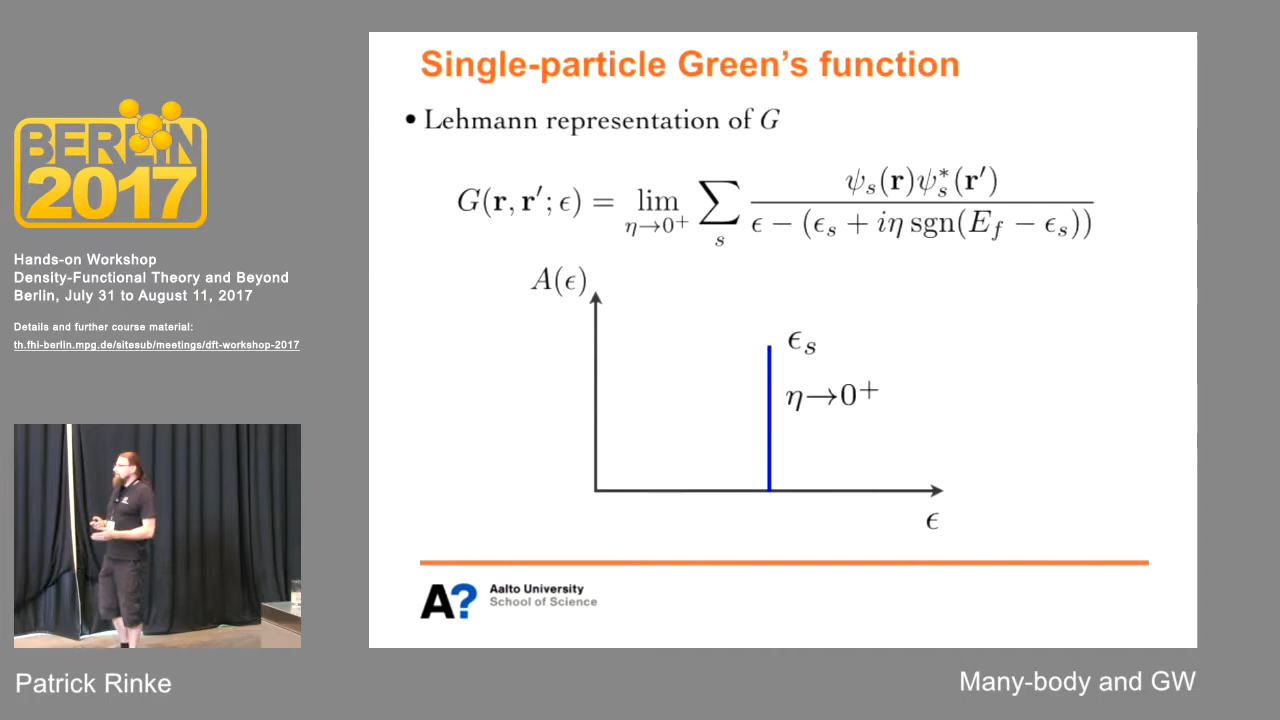 BERLIN
2017
Hands-on Workshop
Density-Functional Theory and Beyond
Berlin, July 31 to August 11, 2017
Details and further course material:
th.fhi-berlin.mpg.de/sitesub/meetings/dft-workshop-2017
Single-particle Green's function
• Lehmann representation of G
G(r, r′; ϵ) = lim_{η→0⁺} ∑_s ψ_s(r)ψ_s^*(r′) / (ϵ − (ϵ_s + iη sgn(E_f − ϵ_s)))
A(ϵ)
ϵ_s
η→0⁺
ϵ
A?
Aalto University
School of Science
Patrick Rinke
Many-body and GW